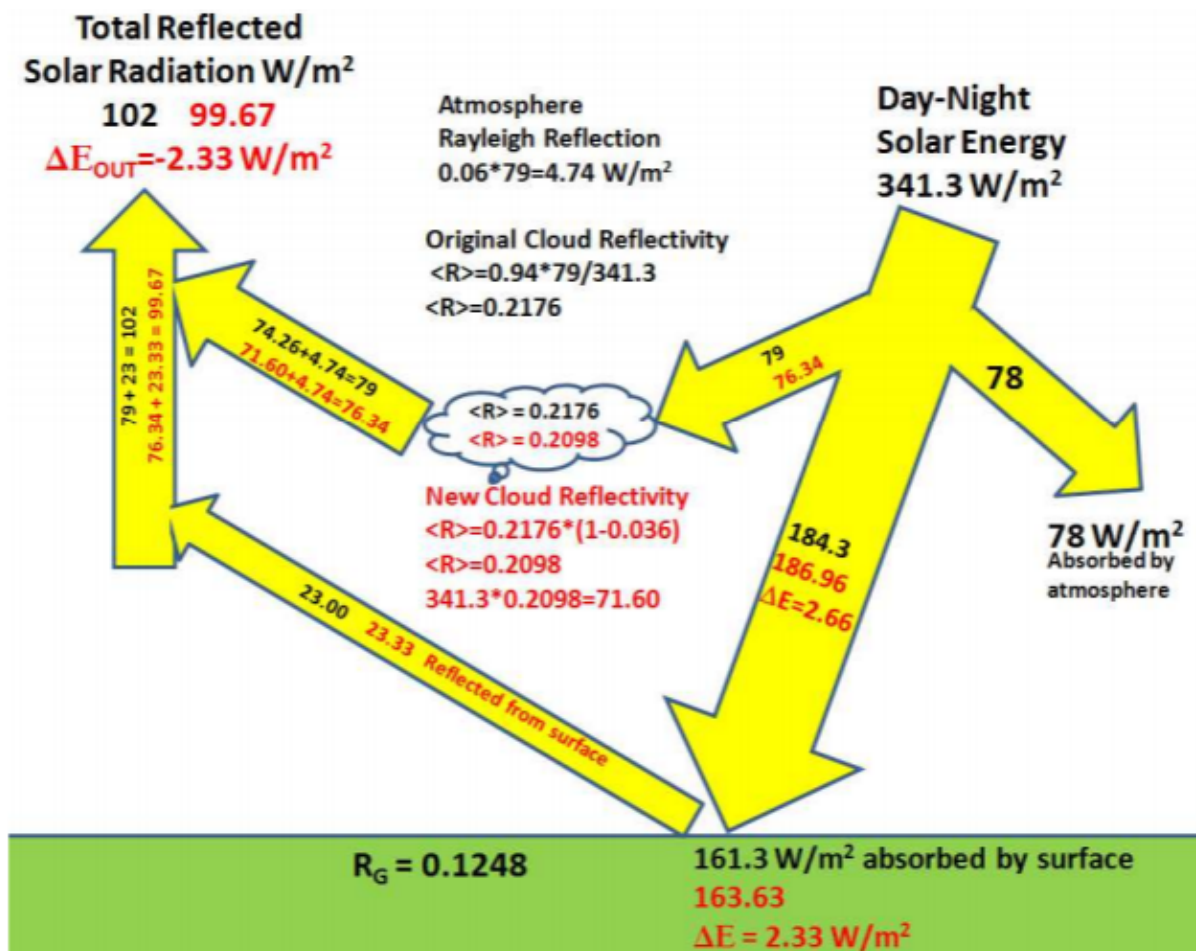 Total Reflected
Solar Radiation W/m²
102 99.67
ΔE_OUT=-2.33 W/m²
Atmosphere
Rayleigh Reflection
0.06*79=4.74 W/m²
Day-Night
Solar Energy
341.3 W/m²
Original Cloud Reflectivity
<R>=0.94*79/341.3
<R>=0.2176
79 + 23 = 102
76.34 + 23.33 = 99.67
74.26+4.74=79
71.60+4.74=76.34
<R> = 0.2176
<R> = 0.2098
79
76.34
78
New Cloud Reflectivity
<R>=0.2176*(1-0.036)
<R>=0.2098
341.3*0.2098=71.60
184.3
186.96
ΔE=2.66
78 W/m²
Absorbed by
atmosphere
23.00 23.33 Reflected from surface
R_G = 0.1248
161.3 W/m² absorbed by surface
163.63
ΔE = 2.33 W/m²